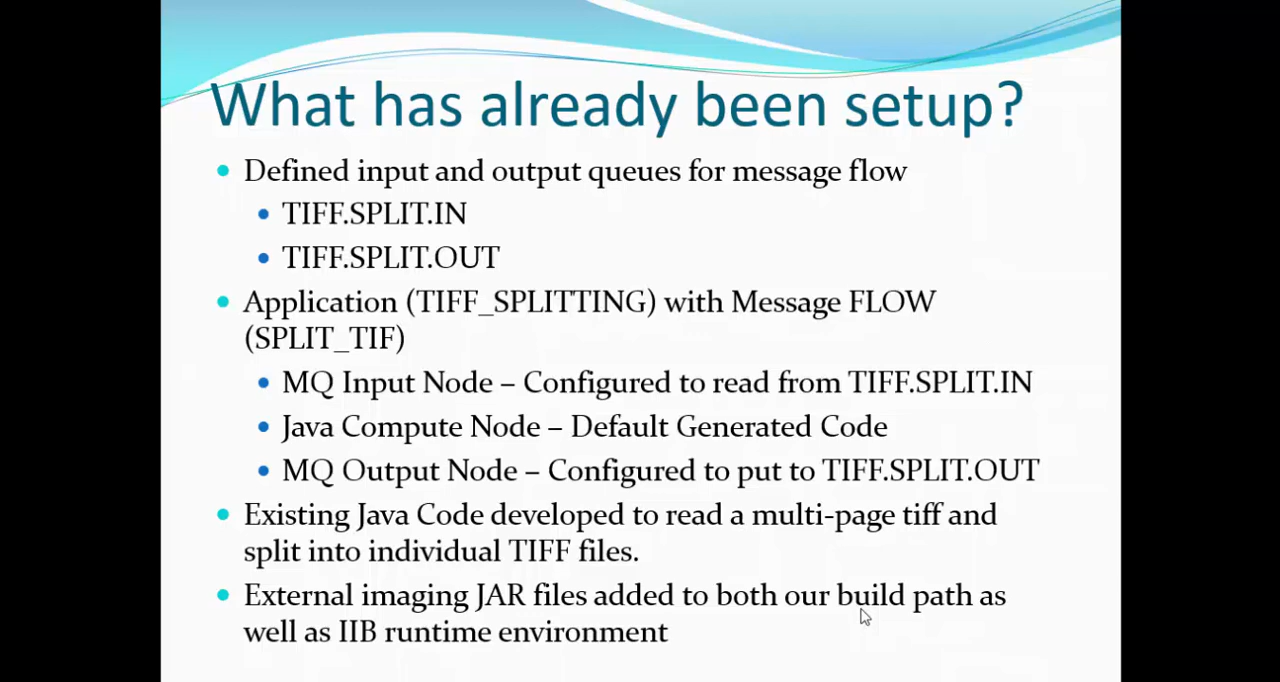 What has already been setup?
Defined input and output queues for message flow
TIFF.SPLIT.IN
TIFF.SPLIT.OUT
Application (TIFF_SPLITTING) with Message FLOW
(SPLIT_TIF)
MQ Input Node – Configured to read from TIFF.SPLIT.IN
Java Compute Node – Default Generated Code
MQ Output Node – Configured to put to TIFF.SPLIT.OUT
Existing Java Code developed to read a multi-page tiff and
split into individual TIFF files.
External imaging JAR files added to both our build path as
well as IIB runtime environment